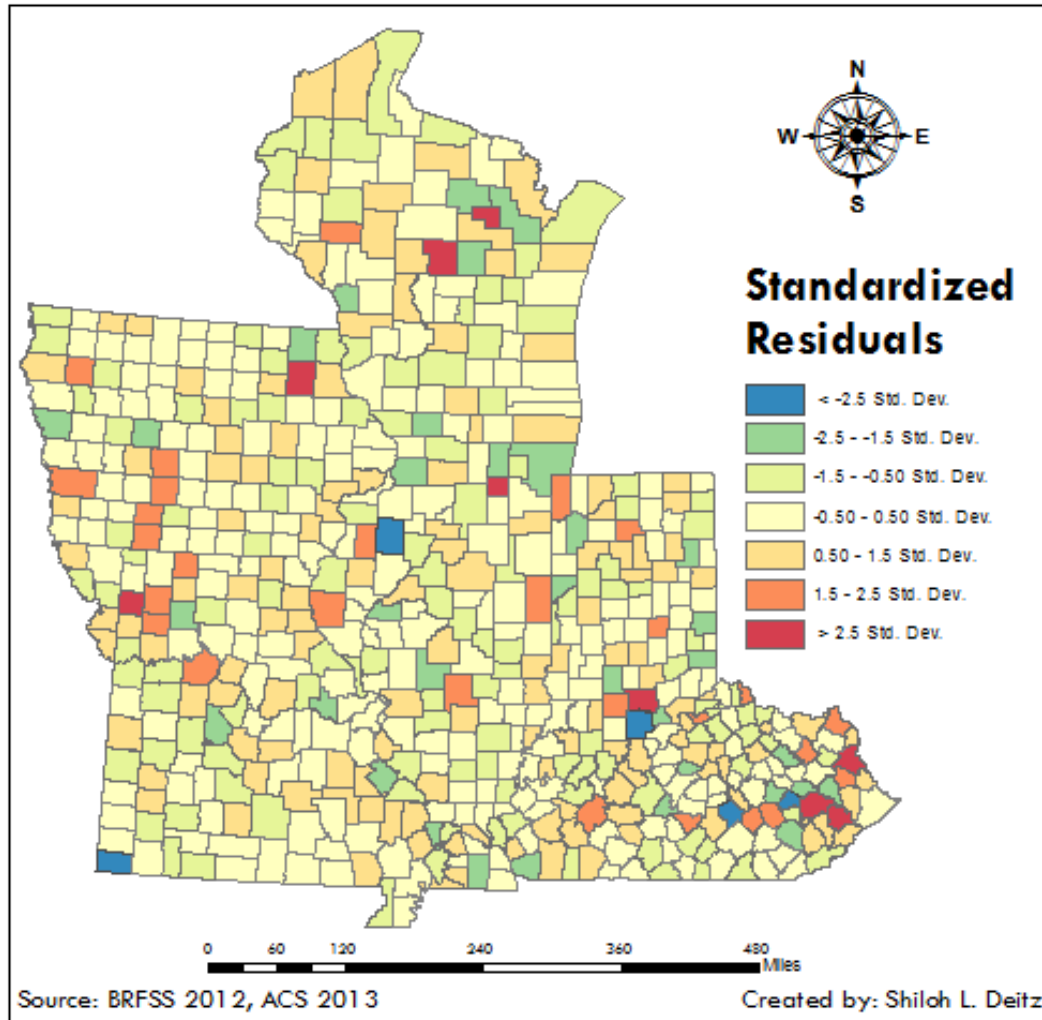 N
W E
S
Standardized
Residuals
< -2.5 Std. Dev.
-2.5 - -1.5 Std. Dev.
-1.5 - -0.50 Std. Dev.
-0.50 - 0.50 Std. Dev.
0.50 - 1.5 Std. Dev.
1.5 - 2.5 Std. Dev.
> 2.5 Std. Dev.
0 60 120 240 360 480
Miles
Source: BRFSS 2012, ACS 2013 Created by: Shiloh L. Deitz